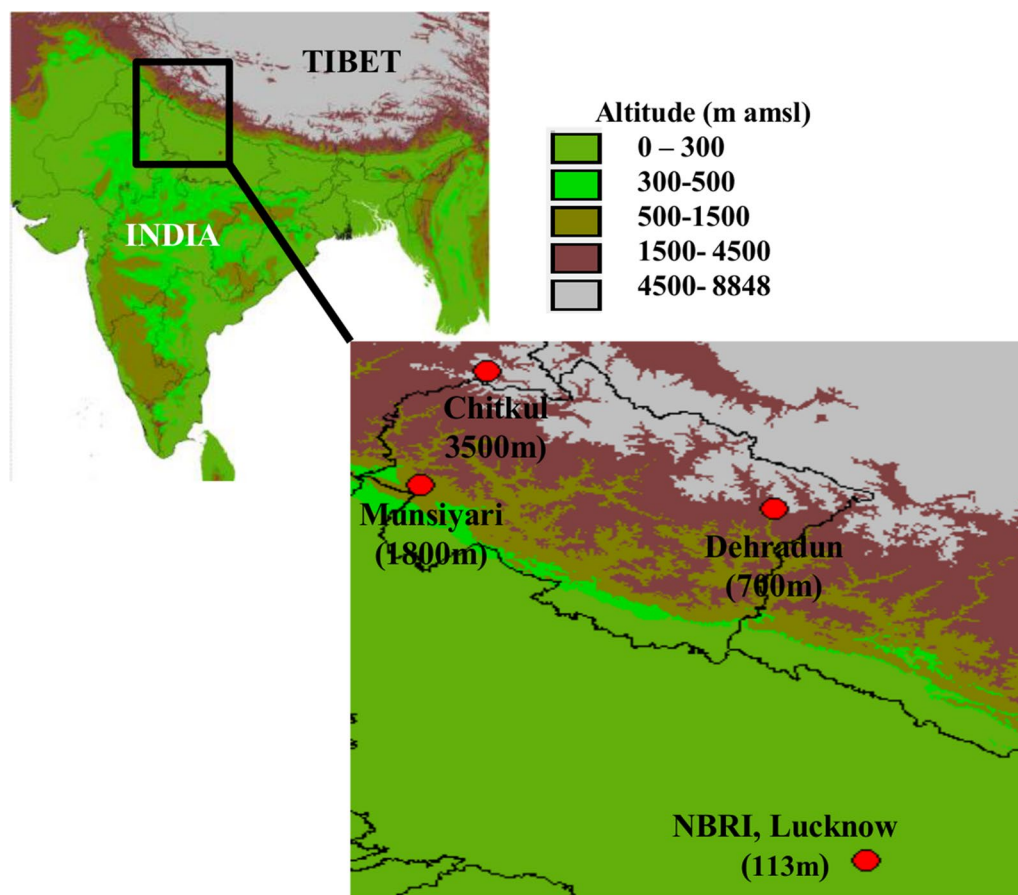 TIBET
INDIA
Altitude (m amsl)
0 – 300
300-500
500-1500
1500- 4500
4500- 8848
Chitkul
3500m)
Munsiyari
(1800m)
Dehradun
(700m)
NBRI, Lucknow
(113m)